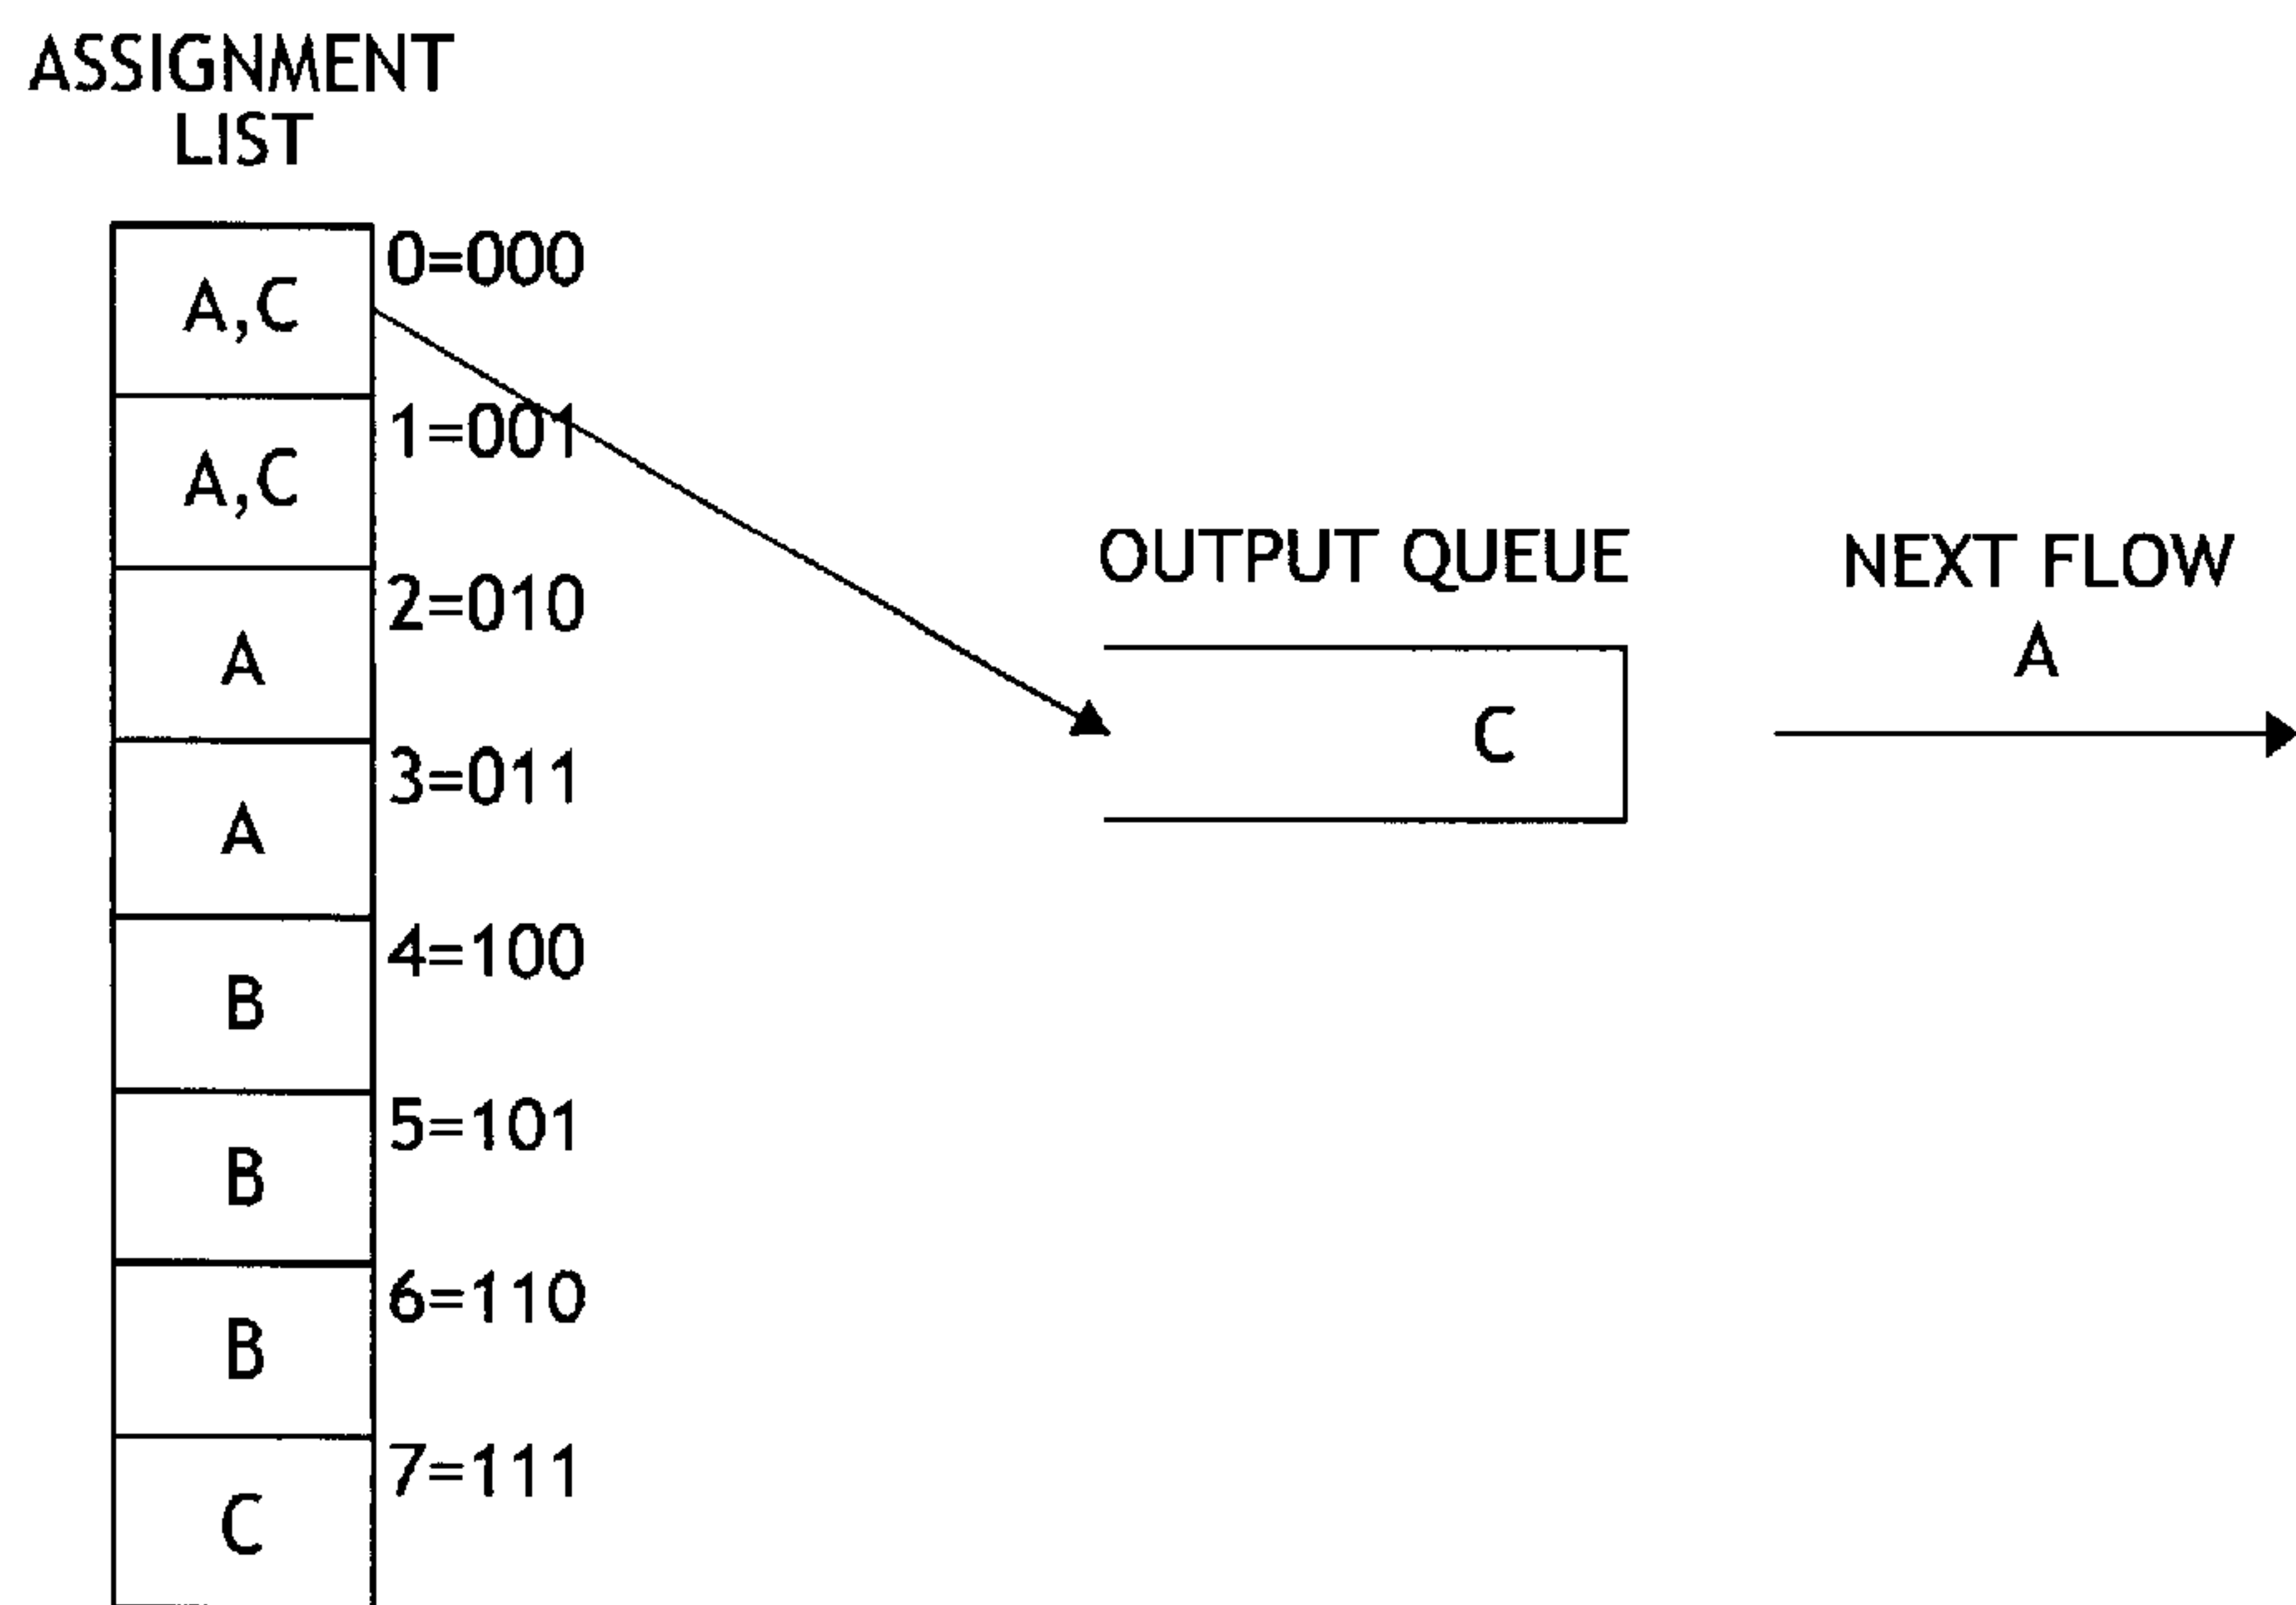 ASSIGNMENT
LIST
0=000
A,C
1=001
A,C
2=010
A
3=011
A
4=100
B
5=101
B
6=110
B
7=111
C
OUTPUT QUEUE
C
NEXT FLOW
A